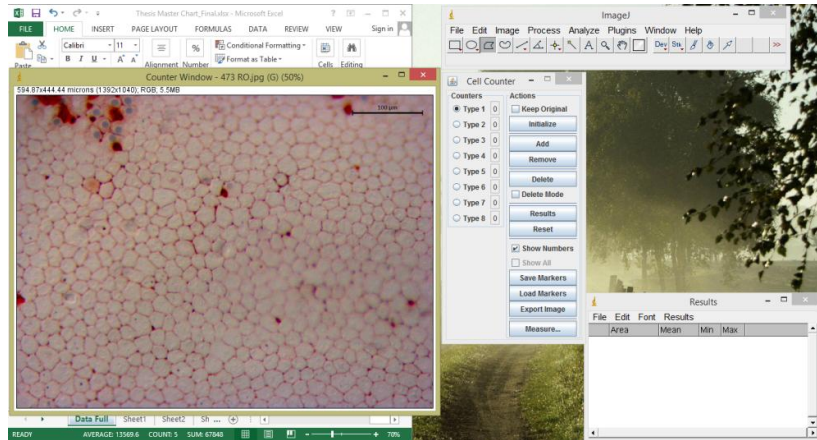 Thesis Master Chart_Final.xlsx - Microsoft Excel
FILE HOME INSERT PAGE LAYOUT FORMULAS DATA REVIEW VIEW Sign in
Calibri 11
Conditional Formatting
Format as Table
Paste B I U Alignment Number Cells Editing
Counter Window - 473 RO.jpg (G) (50%)
594.87x444.44 microns (1392x1040); RGB; 5.5MB
100 µm
Data Full Sheet1 Sheet2 Sh ...
READY AVERAGE: 13569.6 COUNT: 5 SUM: 67848 70%
ImageJ
File Edit Image Process Analyze Plugins Window Help
A Dev Stk >>
Cell Counter
Counters
Type 1 0
Type 2 0
Type 3 0
Type 4 0
Type 5 0
Type 6 0
Type 7 0
Type 8 0
Actions
Keep Original
Initialize
Add
Remove
Delete
Delete Mode
Results
Reset
Show Numbers
Show All
Save Markers
Load Markers
Export Image
Measure...
Results
File Edit Font Results
Area Mean Min Max